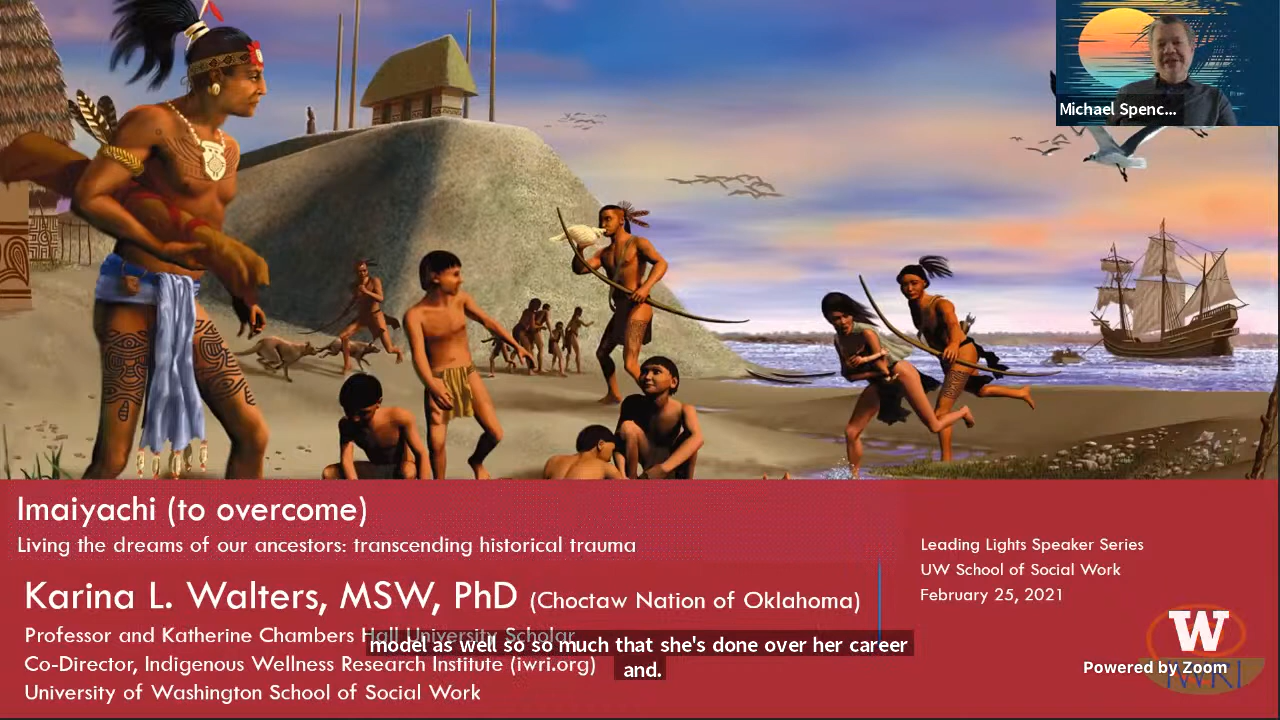 Michael Spenc...
Imaiyachi (to overcome)
Living the dreams of our ancestors: transcending historical trauma
Karina L. Walters, MSW, PhD (Choctaw Nation of Oklahoma)
Professor and Katherine Chambers Hall University Scholar
Co-Director, Indigenous Wellness Research Institute (iwri.org)
University of Washington School of Social Work
model as well so so much that she's done over her career
and.
Leading Lights Speaker Series
UW School of Social Work
February 25, 2021
W
Powered by Zoom
IWRI